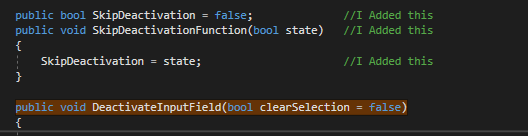 public bool SkipDeactivation = false; //I Added this
public void SkipDeactivationFunction(bool state) //I Added this
{
SkipDeactivation = state; //I Added this
}
public void DeactivateInputField(bool clearSelection = false)
{